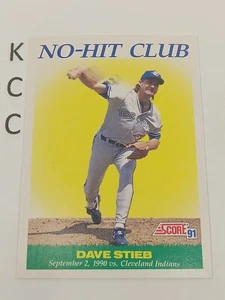 NO-HIT CLUB
K
C
C
DAVE STIEB
September 2, 1990 vs. Cleveland Indians
SCORE 91